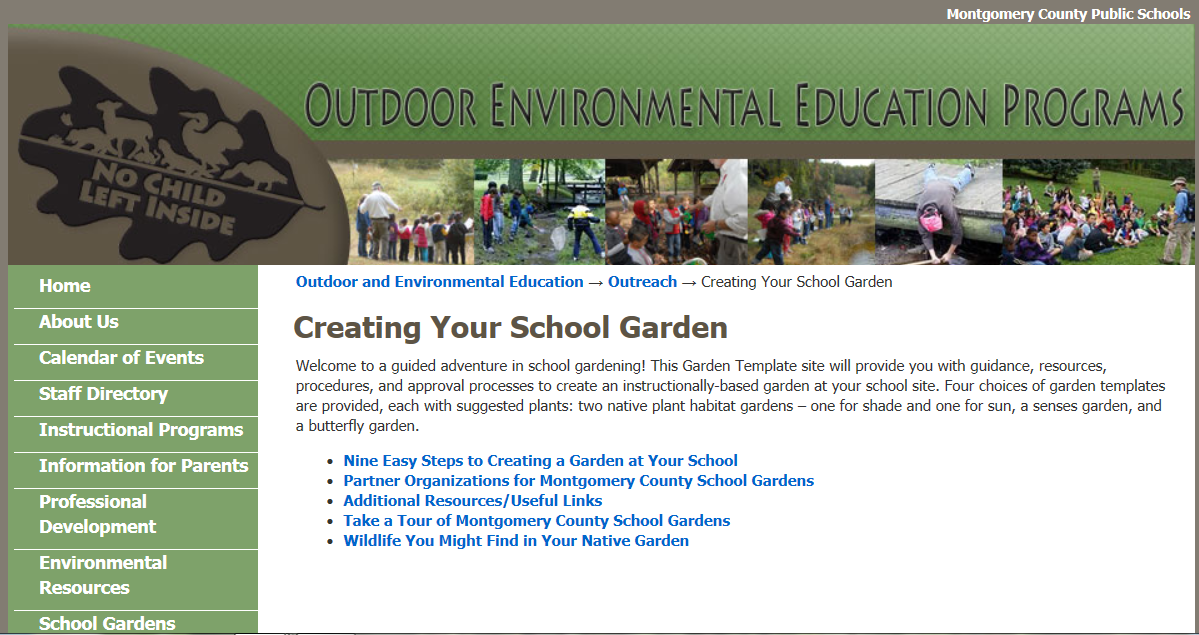 Montgomery County Public Schools
OUTDOOR ENVIRONMENTAL EDUCATION PROGRAMS
NO CHILD
LEFT INSIDE
Home
About Us
Calendar of Events
Staff Directory
Instructional Programs
Information for Parents
Professional
Development
Environmental
Resources
School Gardens
Outdoor and Environmental Education → Outreach → Creating Your School Garden
Creating Your School Garden
Welcome to a guided adventure in school gardening! This Garden Template site will provide you with guidance, resources,
procedures, and approval processes to create an instructionally-based garden at your school site. Four choices of garden templates
are provided, each with suggested plants: two native plant habitat gardens – one for shade and one for sun, a senses garden, and
a butterfly garden.
• Nine Easy Steps to Creating a Garden at Your School
• Partner Organizations for Montgomery County School Gardens
• Additional Resources/Useful Links
• Take a Tour of Montgomery County School Gardens
• Wildlife You Might Find in Your Native Garden